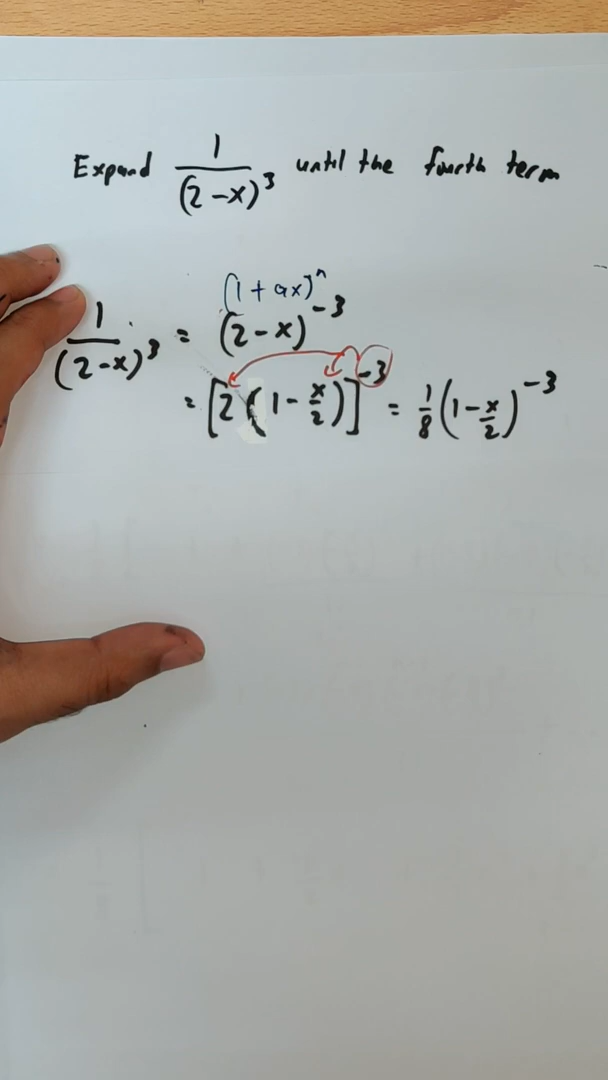 Expand 1/(2-x)^3 until the fourth term
(1+ax)^n
1/(2-x)^3 = (2-x)^-3
= [2(1-x/2)]^-3 = 1/8(1-x/2)^-3